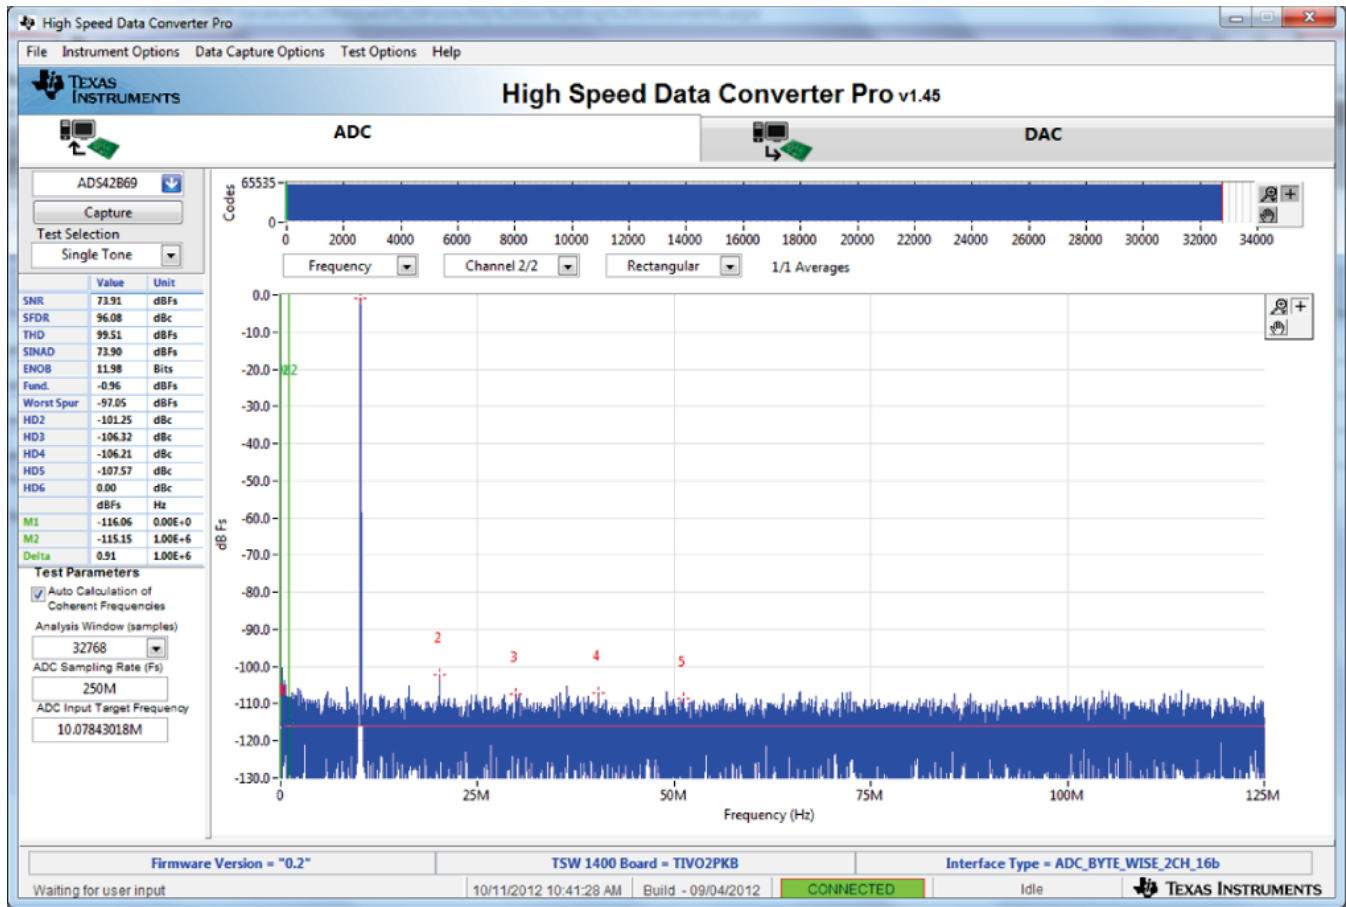 High Speed Data Converter Pro
File Instrument Options Data Capture Options Test Options Help
TEXAS INSTRUMENTS
High Speed Data Converter Pro v1.45
ADC
DAC
ADS42B69
Capture
Test Selection
Single Tone
Value Unit
SNR 73.91 dBFs
SFDR 96.08 dBc
THD 99.51 dBFs
SINAD 73.90 dBFs
ENOB 11.98 Bits
Fund. -0.96 dBFs
Worst Spur -97.05 dBFs
HD2 -101.25 dBc
HD3 -106.32 dBc
HD4 -106.21 dBc
HD5 -107.57 dBc
HD6 0.00 dBc
dBFs Hz
M1 -116.06 0.00E+0
M2 -115.15 1.00E+6
Delta 0.91 1.00E+6
Test Parameters
Auto Calculation of
Coherent Frequencies
Analysis Window (samples)
32768
ADC Sampling Rate (Fs)
250M
ADC Input Target Frequency
10.07843018M
Codes
65535
0
0 2000 4000 6000 8000 10000 12000 14000 16000 18000 20000 22000 24000 26000 28000 30000 32000 34000
Frequency Channel 2/2 Rectangular 1/1 Averages
dB Fs
0.0
-10.0
-20.0
-30.0
-40.0
-50.0
-60.0
-70.0
-80.0
-90.0
-100.0
-110.0
-120.0
-130.0
2
3
4
5
0 25M 50M 75M 100M 125M
Frequency (Hz)
Firmware Version = "0.2"
TSW 1400 Board = TIVO2PKB
Interface Type = ADC_BYTE_WISE_2CH_16b
Waiting for user input
10/11/2012 10:41:28 AM
Build - 09/04/2012
CONNECTED
Idle
TEXAS INSTRUMENTS